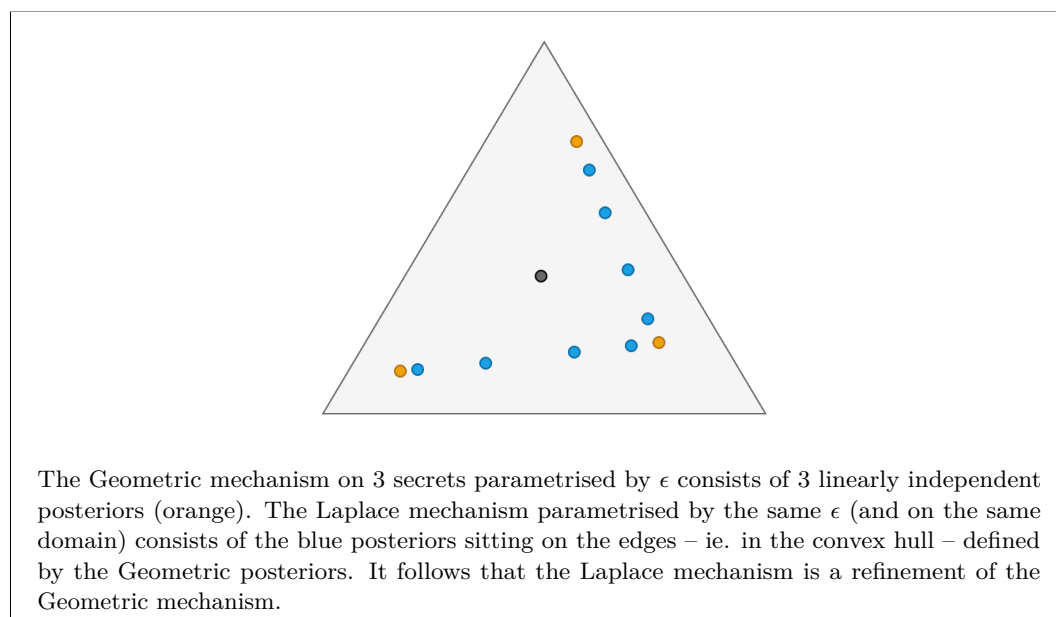 The Geometric mechanism on 3 secrets parametrised by ϵ consists of 3 linearly independent
posteriors (orange). The Laplace mechanism parametrised by the same ϵ (and on the same
domain) consists of the blue posteriors sitting on the edges – ie. in the convex hull – defined
by the Geometric posteriors. It follows that the Laplace mechanism is a refinement of the
Geometric mechanism.